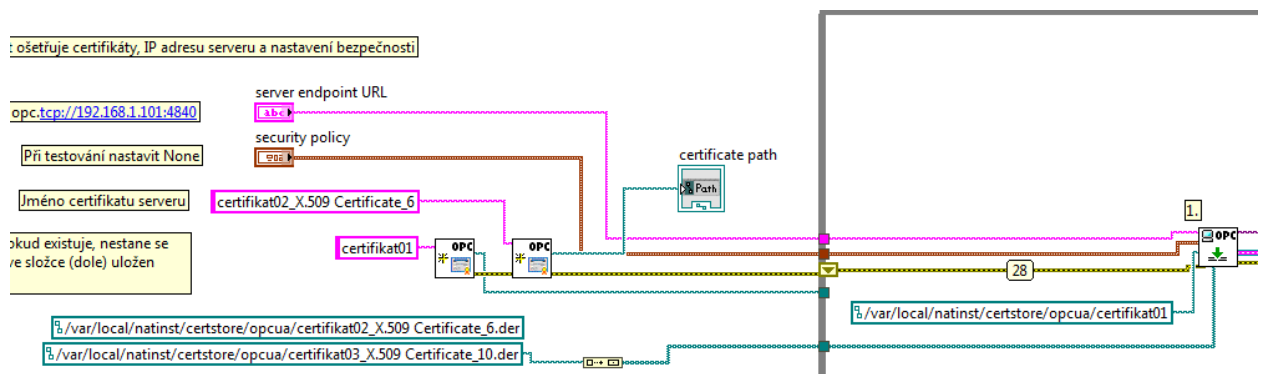 : ošetřuje certifikáty, IP adresu serveru a nastavení bezpečnosti
server endpoint URL
opc.tcp://192.168.1.101:4840
abc
security policy
Při testování nastavit None
certificate path
Path
Jméno certifikatu serveru
certifikat02_X.509 Certificate_6
1.
okud existuje, nestane se
ve složce (dole) uložen
certifikat01
OPC
OPC
OPC
28
/var/local/natinst/certstore/opcua/certifikat01
/var/local/natinst/certstore/opcua/certifikat02_X.509 Certificate_6.der
/var/local/natinst/certstore/opcua/certifikat03_X.509 Certificate_10.der